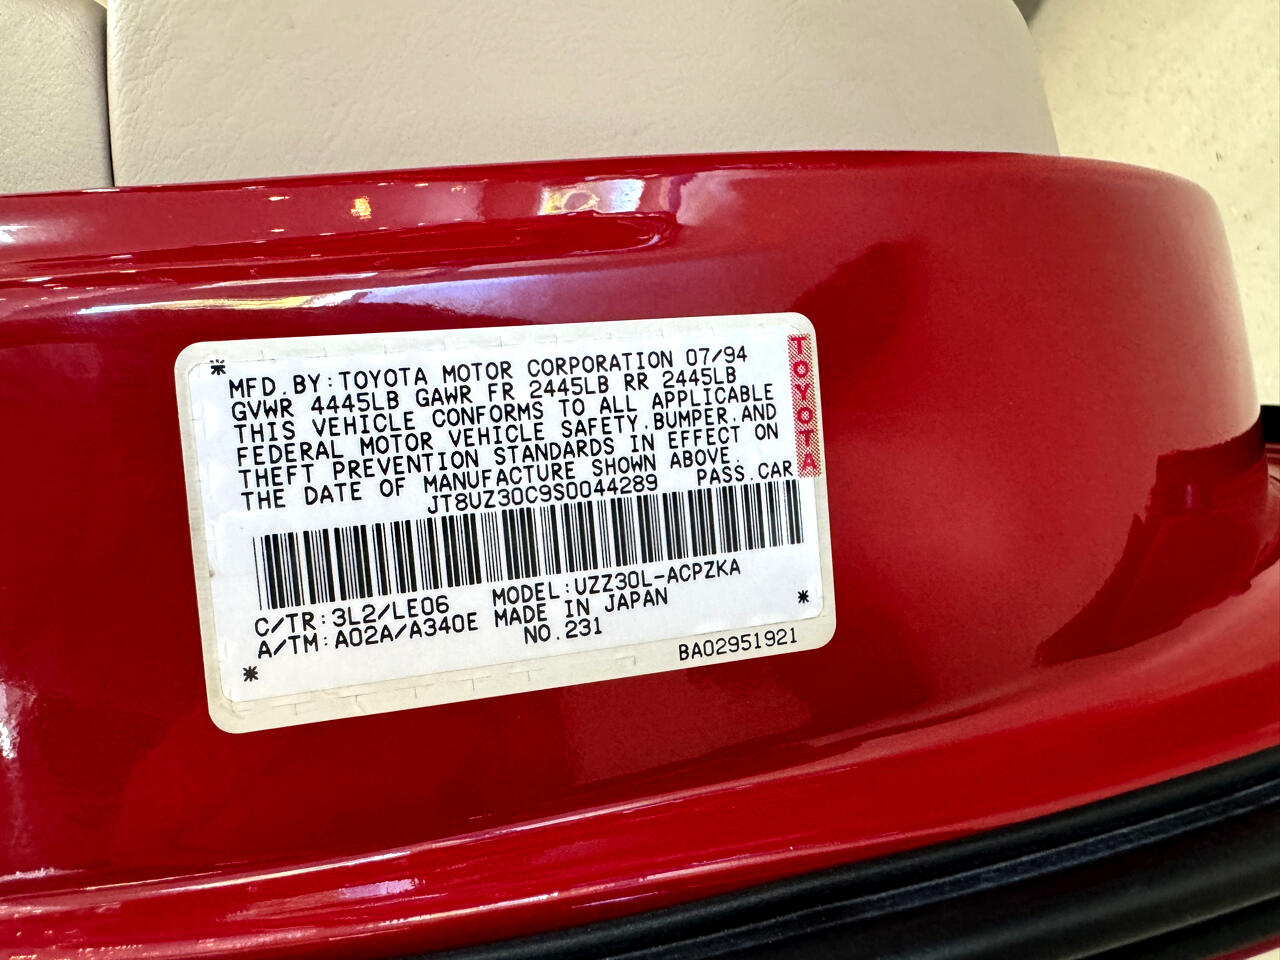 MFD.BY:TOYOTA MOTOR CORPORATION 07/94
GVWR 4445LB GAWR FR 2445LB RR 2445LB
THIS VEHICLE CONFORMS TO ALL APPLICABLE
FEDERAL MOTOR VEHICLE SAFETY.BUMPER.AND
THEFT PREVENTION STANDARDS IN EFFECT ON
THE DATE OF MANUFACTURE SHOWN ABOVE.
JT8UZ30C9S0044289 PASS.CAR
TOYOTA
C/TR:3L2/LE06 MODEL:UZZ30L-ACPZKA
A/TM:A02A/A340E MADE IN JAPAN
NO.231
BA02951921